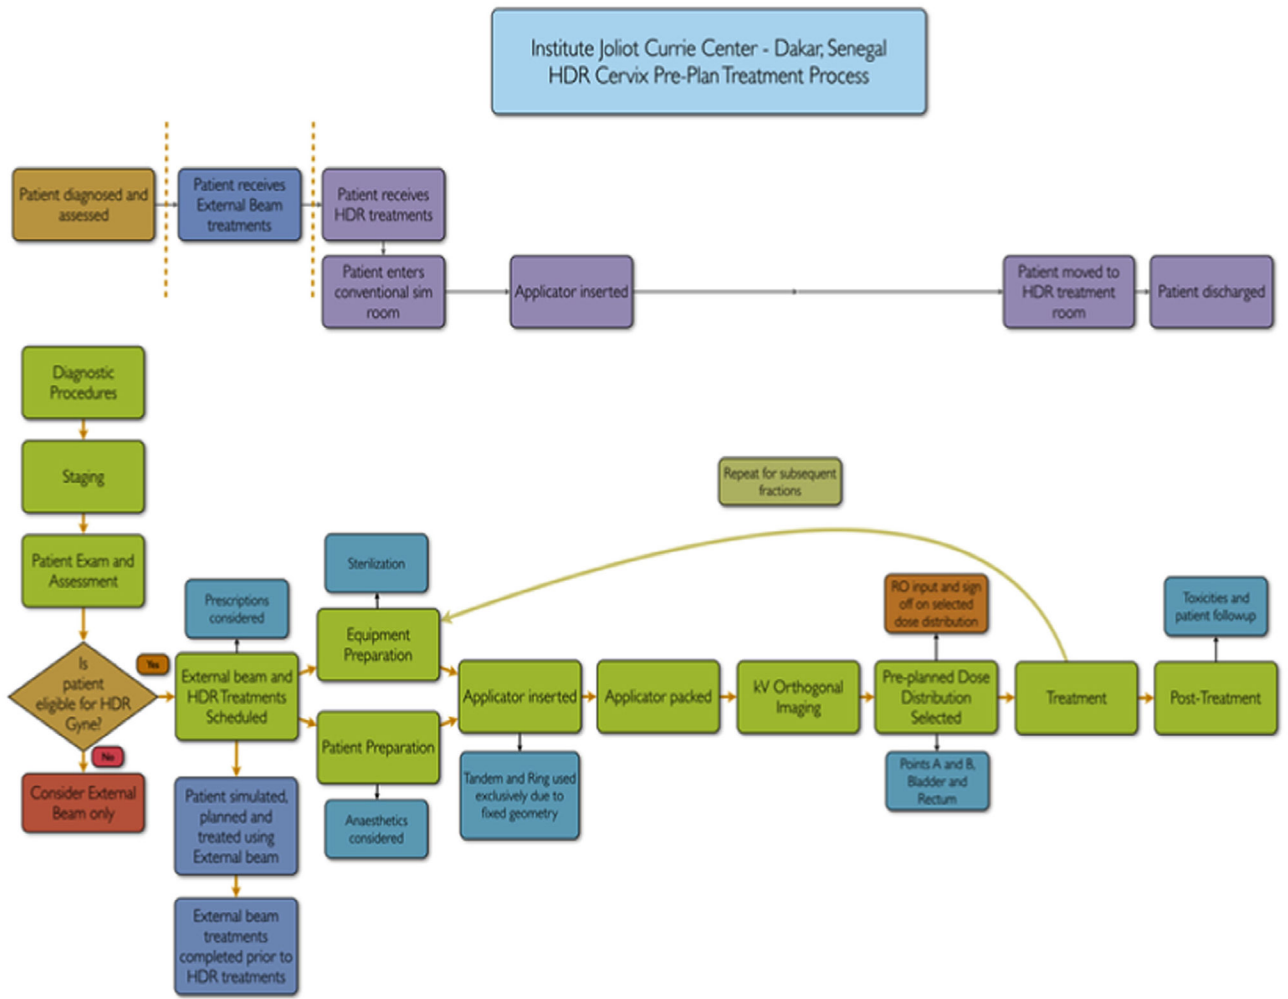 Institute Joliot Currie Center - Dakar, Senegal
HDR Cervix Pre-Plan Treatment Process
Patient diagnosed and
assessed
Patient receives
External Beam
treatments
Patient receives
HDR treatments
Patient enters
conventional sim
room
Applicator inserted
Patient moved to
HDR treatment
room
Patient discharged
Diagnostic
Procedures
Staging
Patient Exam and
Assessment
Is
patient
eligible for HDR
Gyne?
Yes
No
Consider External
Beam only
Prescriptions
considered
External beam and
HDR Treatments
Scheduled
Patient simulated,
planned and
treated using
External beam
External beam
treatments
completed prior to
HDR treatments
Sterilization
Equipment
Preparation
Patient Preparation
Anaesthetics
considered
Applicator inserted
Tandem and Ring used
exclusively due to
fixed geometry
Applicator packed
kV Orthogonal
Imaging
Repeat for subsequent
fractions
RO input and sign
off on selected
dose distribution
Pre-planned Dose
Distribution
Selected
Points A and B,
Bladder and
Rectum
Treatment
Toxicities and
patient followup
Post-Treatment